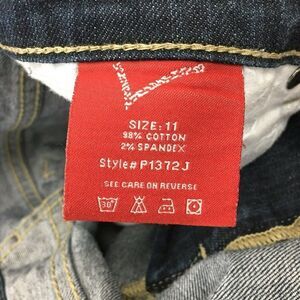 SIZE: 11
98% COTTON
2% SPANDEX
Style# P1372J
SEE CARE ON REVERSE
30°